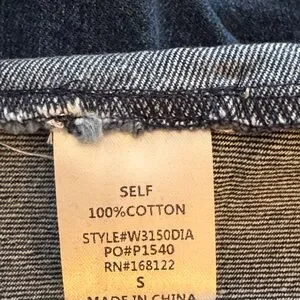 SELF
100%COTTON
STYLE#W3150DIA
PO#P1540
RN#168122
S
MADE IN CHINA